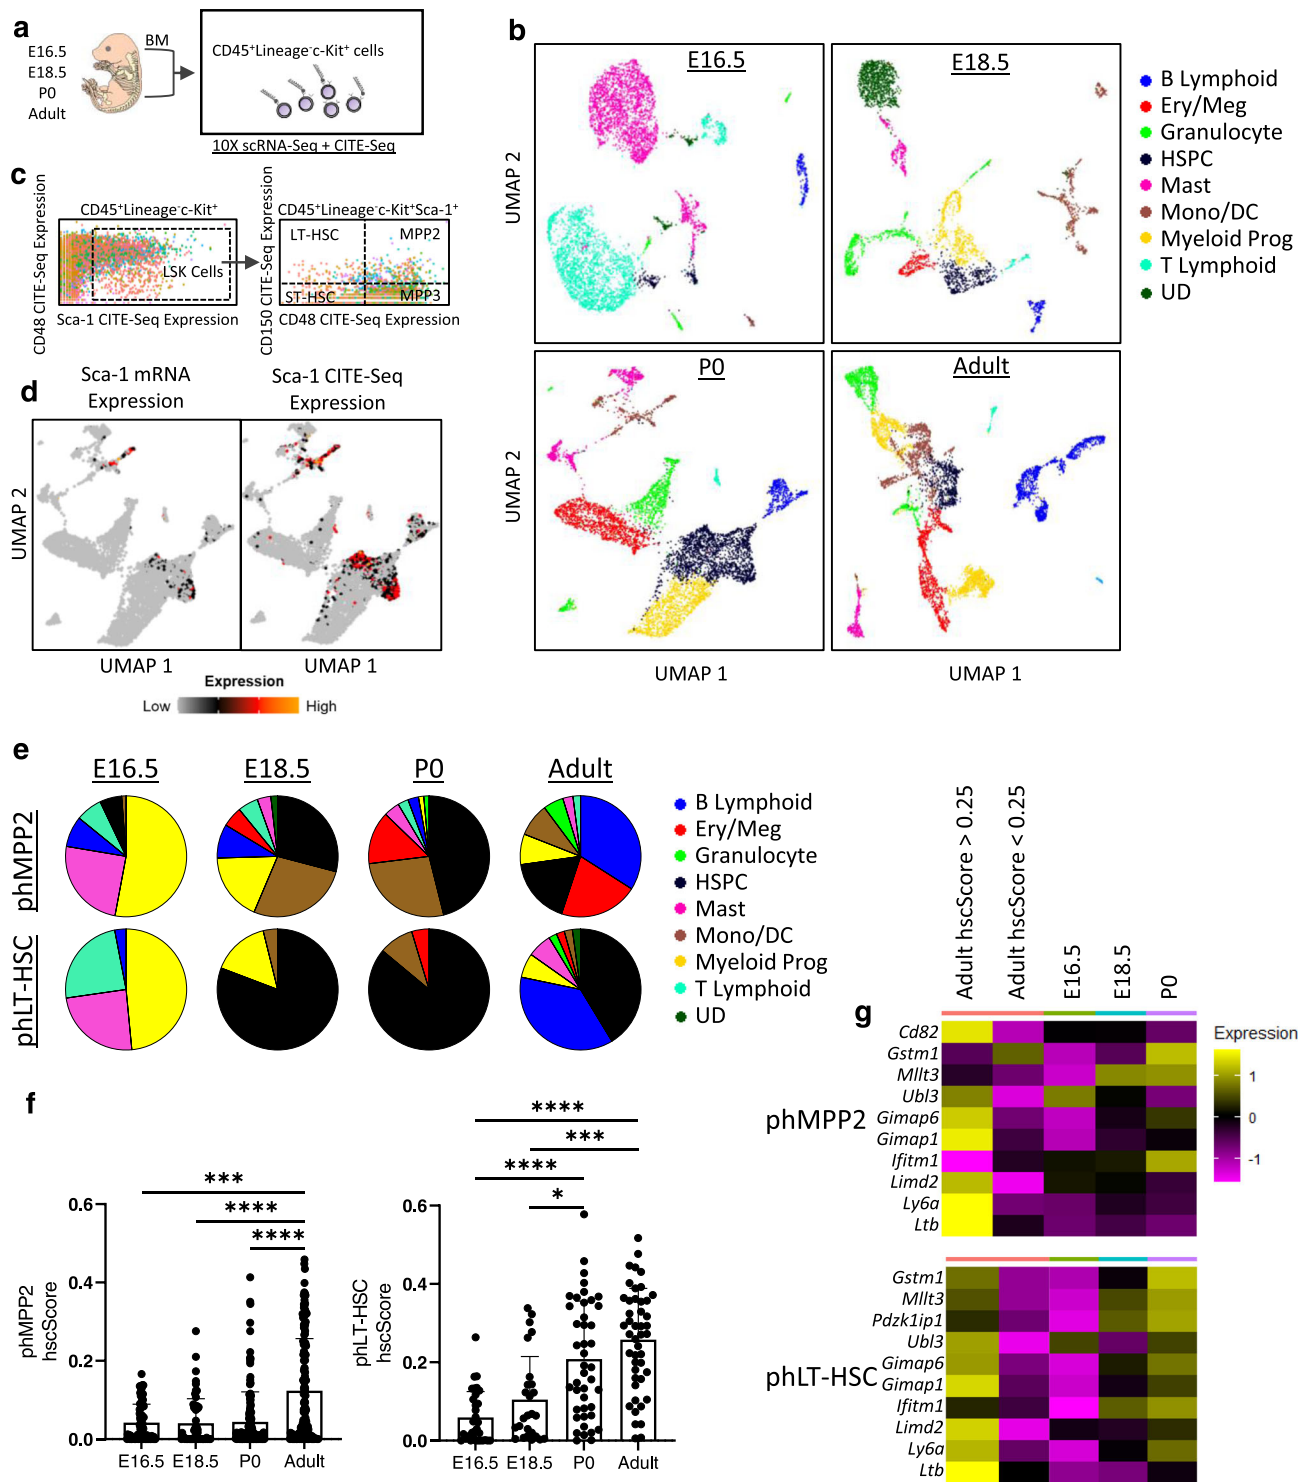 a
E16.5
E18.5
P0
Adult
BM
CD45⁺Lineage⁻c-Kit⁺ cells
10X scRNA-Seq + CITE-Seq
b
E16.5
E18.5
P0
Adult
UMAP 2
UMAP 2
UMAP 1
UMAP 1
B Lymphoid
Ery/Meg
Granulocyte
HSPC
Mast
Mono/DC
Myeloid Prog
T Lymphoid
UD
c
CD45⁺Lineage⁻c-Kit⁺
CD48 CITE-Seq Expression
LSK Cells
Sca-1 CITE-Seq Expression
CD45⁺Lineage⁻c-Kit⁺Sca-1⁺
CD150 CITE-Seq Expression
LT-HSC
MPP2
ST-HSC
MPP3
CD48 CITE-Seq Expression
d
Sca-1 mRNA
Expression
Sca-1 CITE-Seq
Expression
UMAP 2
UMAP 1
UMAP 1
Expression
Low
High
e
E16.5
E18.5
P0
Adult
phMPP2
phLT-HSC
B Lymphoid
Ery/Meg
Granulocyte
HSPC
Mast
Mono/DC
Myeloid Prog
T Lymphoid
UD
f
phMPP2
hscScore
0.6
0.4
0.2
0.0
***
****
****
E16.5
E18.5
P0
Adult
phLT-HSC
hscScore
0.6
0.4
0.2
0.0
****
***
****
*
E16.5
E18.5
P0
Adult
g
Adult hscScore > 0.25
Adult hscScore < 0.25
E16.5
E18.5
P0
phMPP2
Cd82
Gstm1
Mllt3
Ubl3
Gimap6
Gimap1
Ifitm1
Limd2
Ly6a
Ltb
Expression
1
0
-1
phLT-HSC
Gstm1
Mllt3
Pdzk1ip1
Ubl3
Gimap6
Gimap1
Ifitm1
Limd2
Ly6a
Ltb